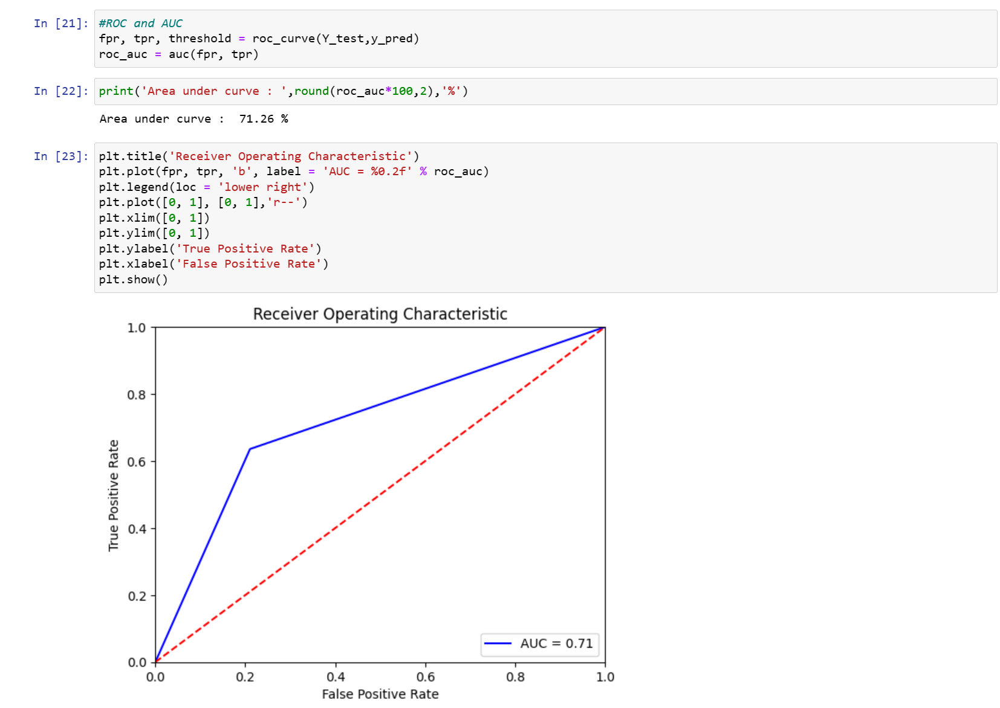 In [21]: #ROC and AUC
fpr, tpr, threshold = roc_curve(Y_test,y_pred)
roc_auc = auc(fpr, tpr)
In [22]: print('Area under curve : ',round(roc_auc*100,2),'%')
Area under curve :  71.26 %
In [23]: plt.title('Receiver Operating Characteristic')
plt.plot(fpr, tpr, 'b', label = 'AUC = %0.2f' % roc_auc)
plt.legend(loc = 'lower right')
plt.plot([0, 1], [0, 1],'r--')
plt.xlim([0, 1])
plt.ylim([0, 1])
plt.ylabel('True Positive Rate')
plt.xlabel('False Positive Rate')
plt.show()
Receiver Operating Characteristic
1.0
0.8
0.6
0.4
0.2
0.0
True Positive Rate
AUC = 0.71
0.0 0.2 0.4 0.6 0.8 1.0
False Positive Rate